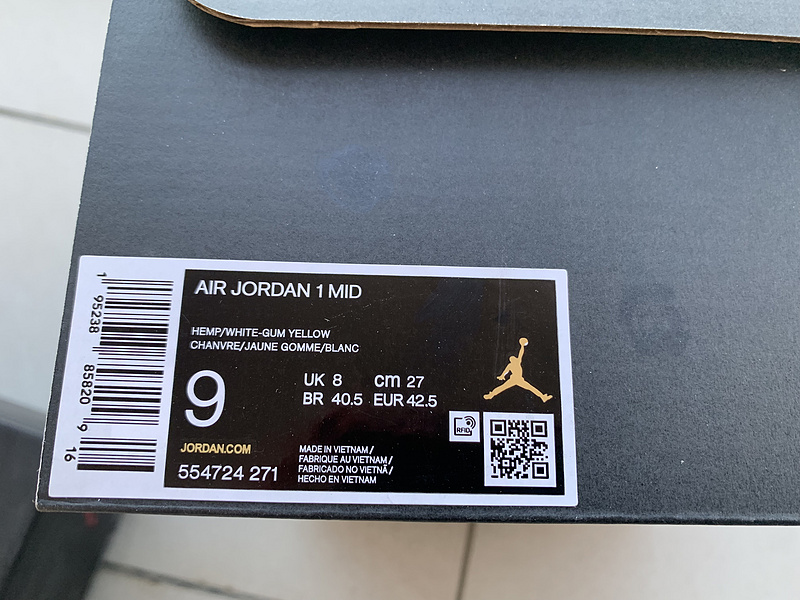 AIR JORDAN 1 MID
HEMP/WHITE-GUM YELLOW
CHANVRE/JAUNE GOMME/BLANC
9
UK 8 cm 27
BR 40.5 EUR 42.5
JORDAN.COM
554724 271
MADE IN VIETNAM/
FABRIQUE AU VIETNAM/
FABRICADO NO VIETNÃ/
HECHO EN VIETNAM
RFID
1 95238 85820 9
16